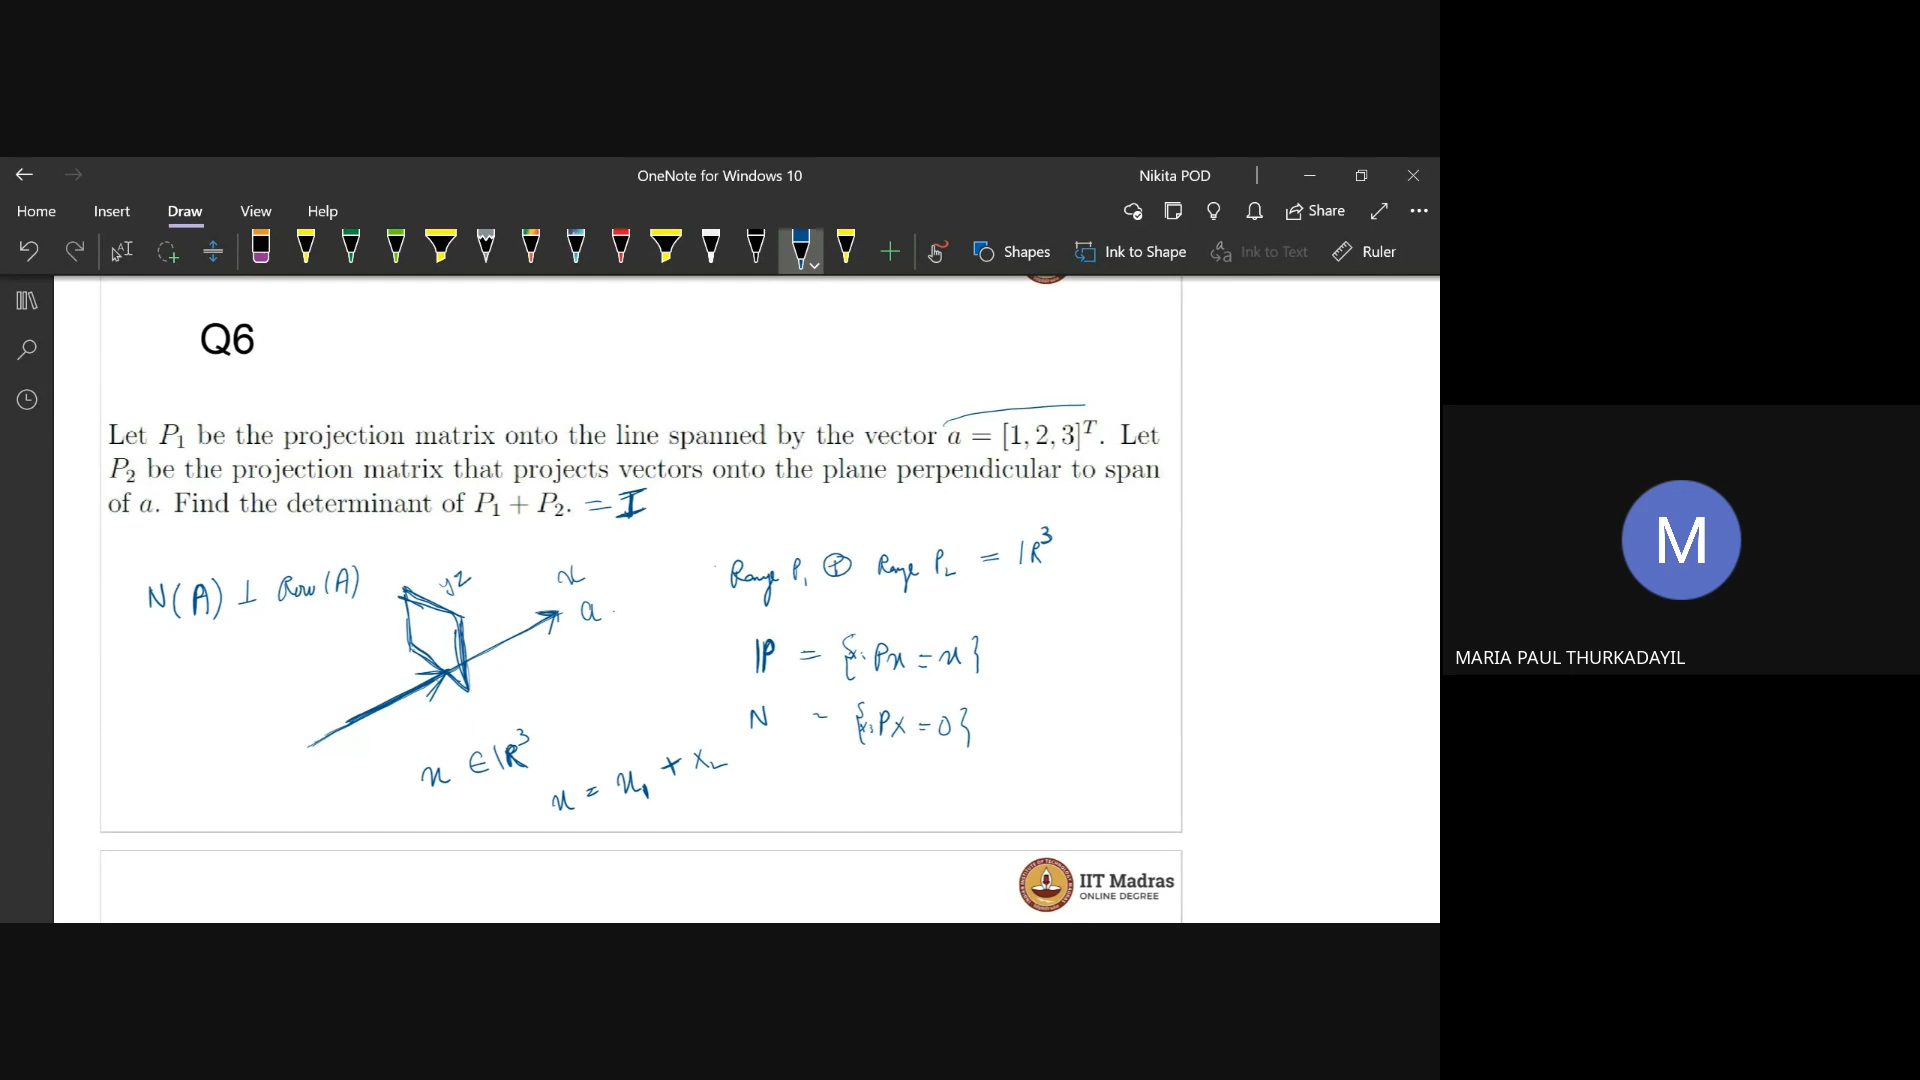 OneNote for Windows 10
Nikita POD
Home Insert Draw View Help
Share
Shapes Ink to Shape Ink to Text Ruler
Q6
Let P₁ be the projection matrix onto the line spanned by the vector a = [1, 2, 3]ᵀ. Let
P₂ be the projection matrix that projects vectors onto the plane perpendicular to span
of a. Find the determinant of P₁ + P₂. = I
N(A) ⊥ Row(A)
yz
x
a
Range P₁ ⊕ Range P₂ = ℝ³
P = {x: Px = x}
N = {x: Px = 0}
x ∈ ℝ³
x = x₁ + x₂
IIT Madras
ONLINE DEGREE
M
MARIA PAUL THURKADAYIL